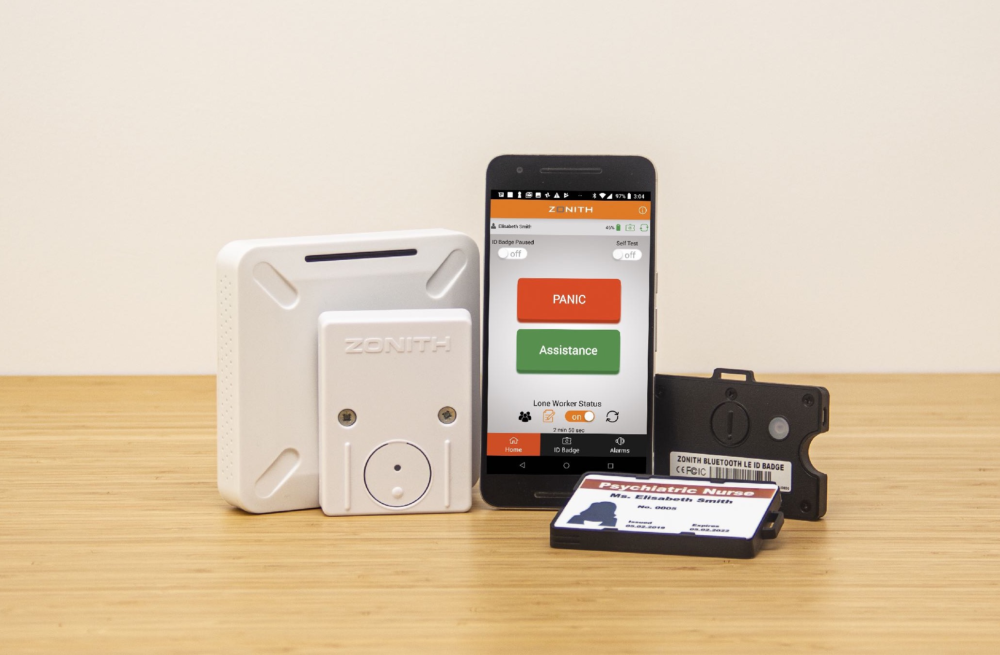 ZONITH
97% 3:04
ZONITH
Elisabeth Smith 46%
ID Badge Paused Self Test
off off
PANIC
Assistance
Lone Worker Status
on
2 min 50 sec
Home ID Badge Alarms
ZONITH BLUETOOTH LE ID BADGE
CE FC IC
Psychiatric Nurse
Ms. Elisabeth Smith
No. 0005
Issued Expires
05.02.2019 05.02.2022